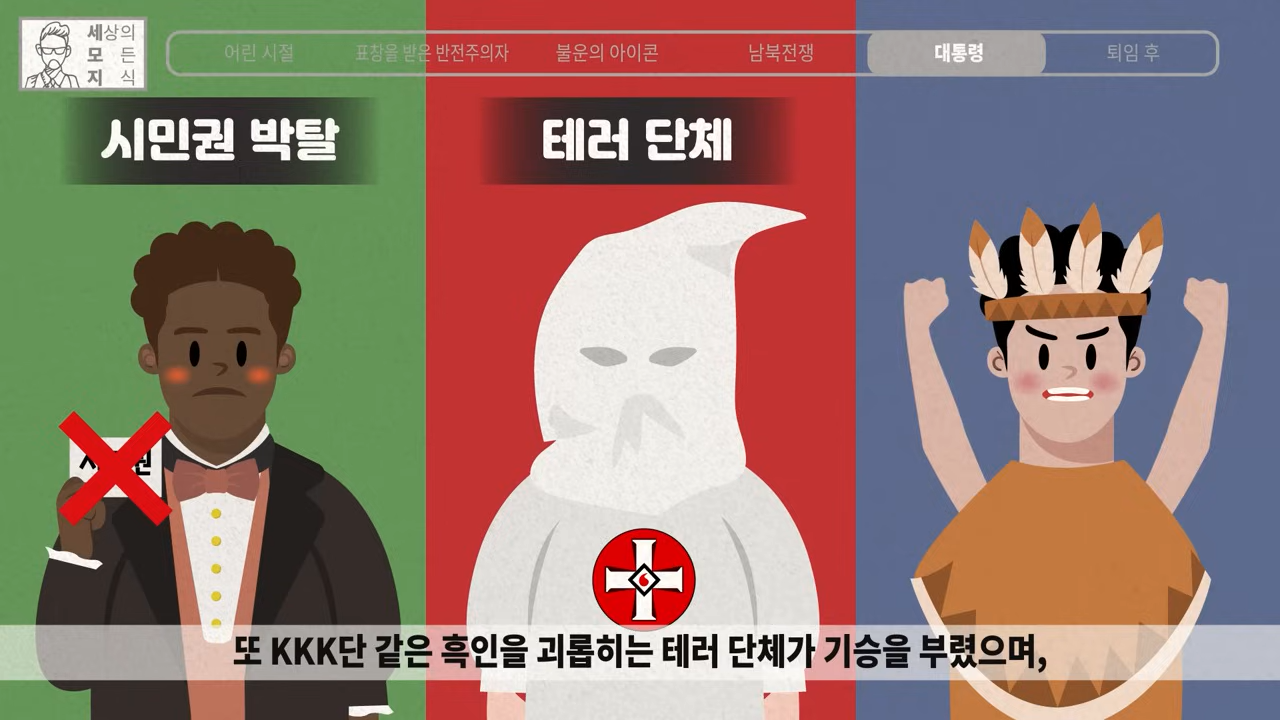 세상의
모든
지식
어린 시절
표창을 받은 반전주의자
불운의 아이콘
남북전쟁
대통령
퇴임 후
시민권 박탈
테러 단체
또 KKK단 같은 흑인을 괴롭히는 테러 단체가 기승을 부렸으며,